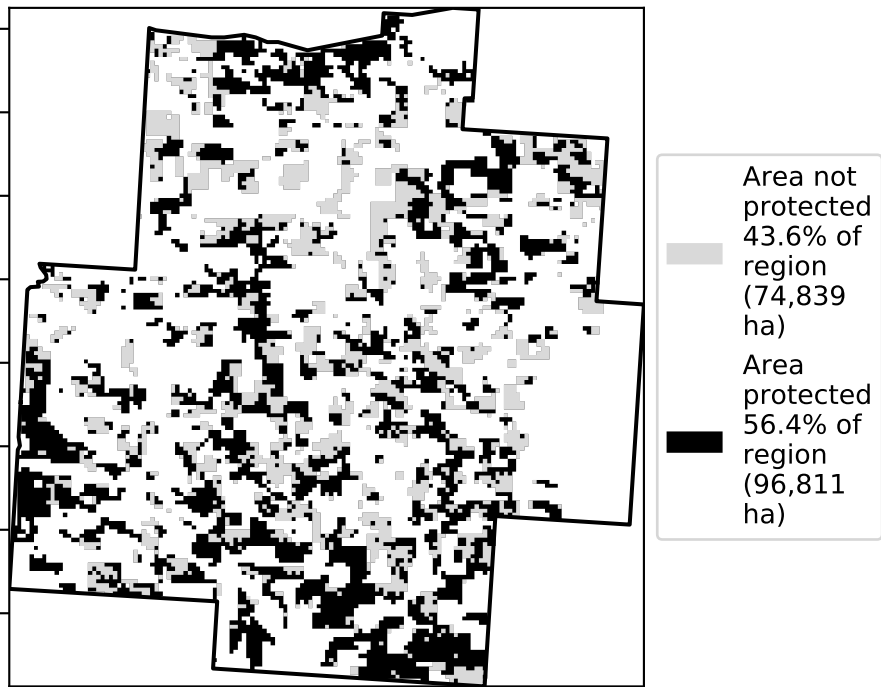 Area not
protected
43.6% of
region
(74,839
ha)
Area
protected
56.4% of
region
(96,811
ha)